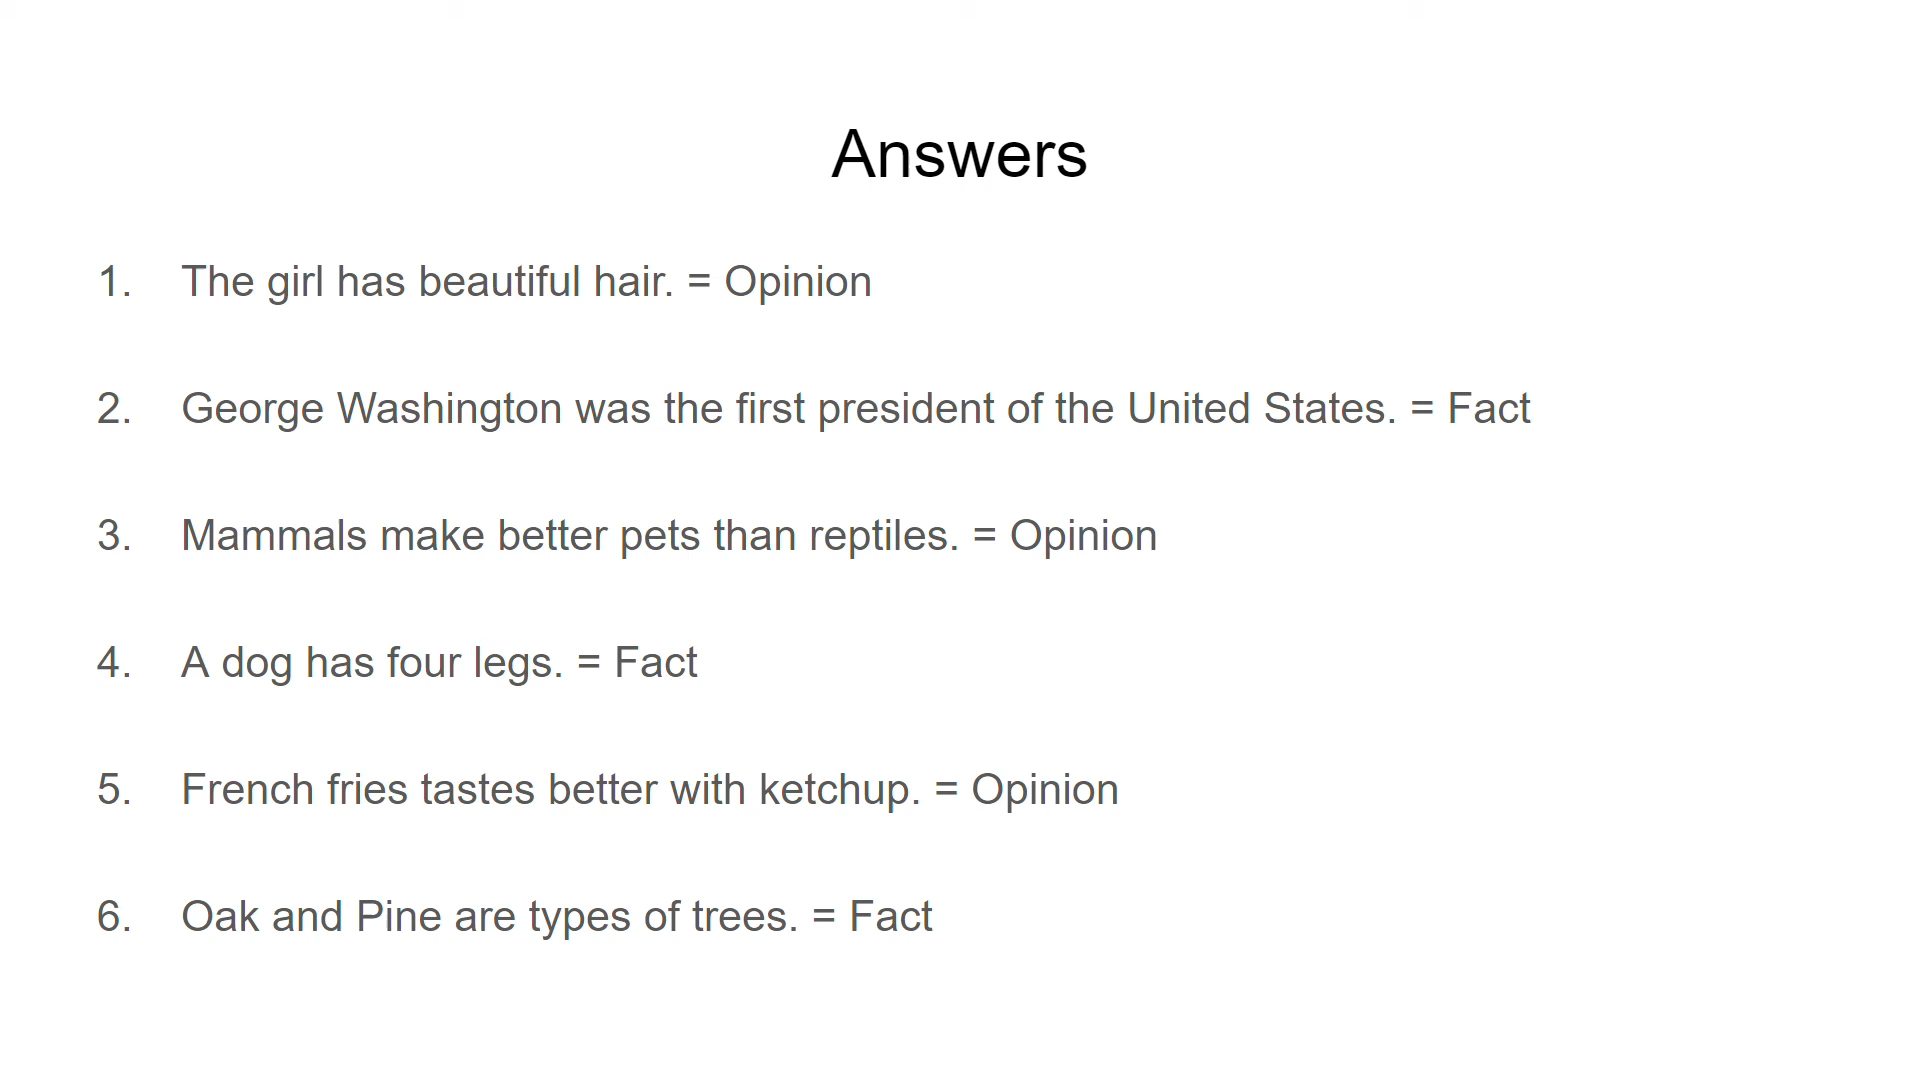 Answers
1. The girl has beautiful hair. = Opinion
2. George Washington was the first president of the United States. = Fact
3. Mammals make better pets than reptiles. = Opinion
4. A dog has four legs. = Fact
5. French fries tastes better with ketchup. = Opinion
6. Oak and Pine are types of trees. = Fact